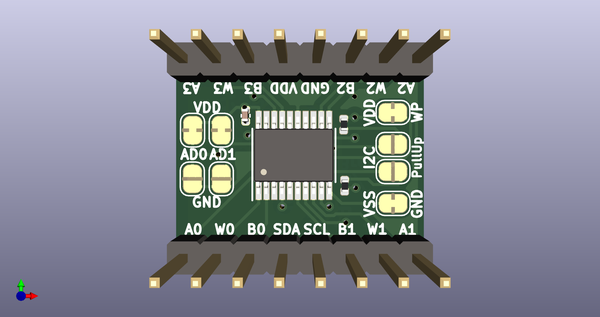 A3 W3 B3 VDD GND B2 W2 A2
VDD
AD0 AD1
GND
VDD WP
I2C PullUp
VSS GND
A0 W0 B0 SDA SCL B1 W1 A1